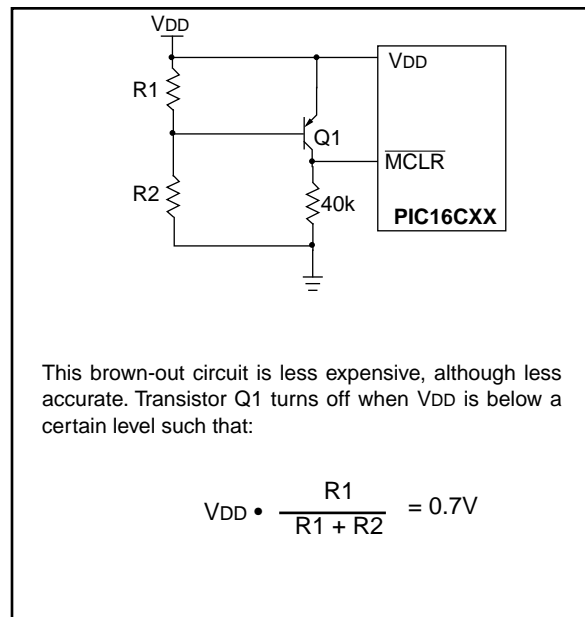 VDD
R1
VDD
Q1
MCLR
R2
40k
PIC16CXX
This brown-out circuit is less expensive, although less
accurate. Transistor Q1 turns off when VDD is below a
certain level such that:
VDD • R1 / R1 + R2 = 0.7V